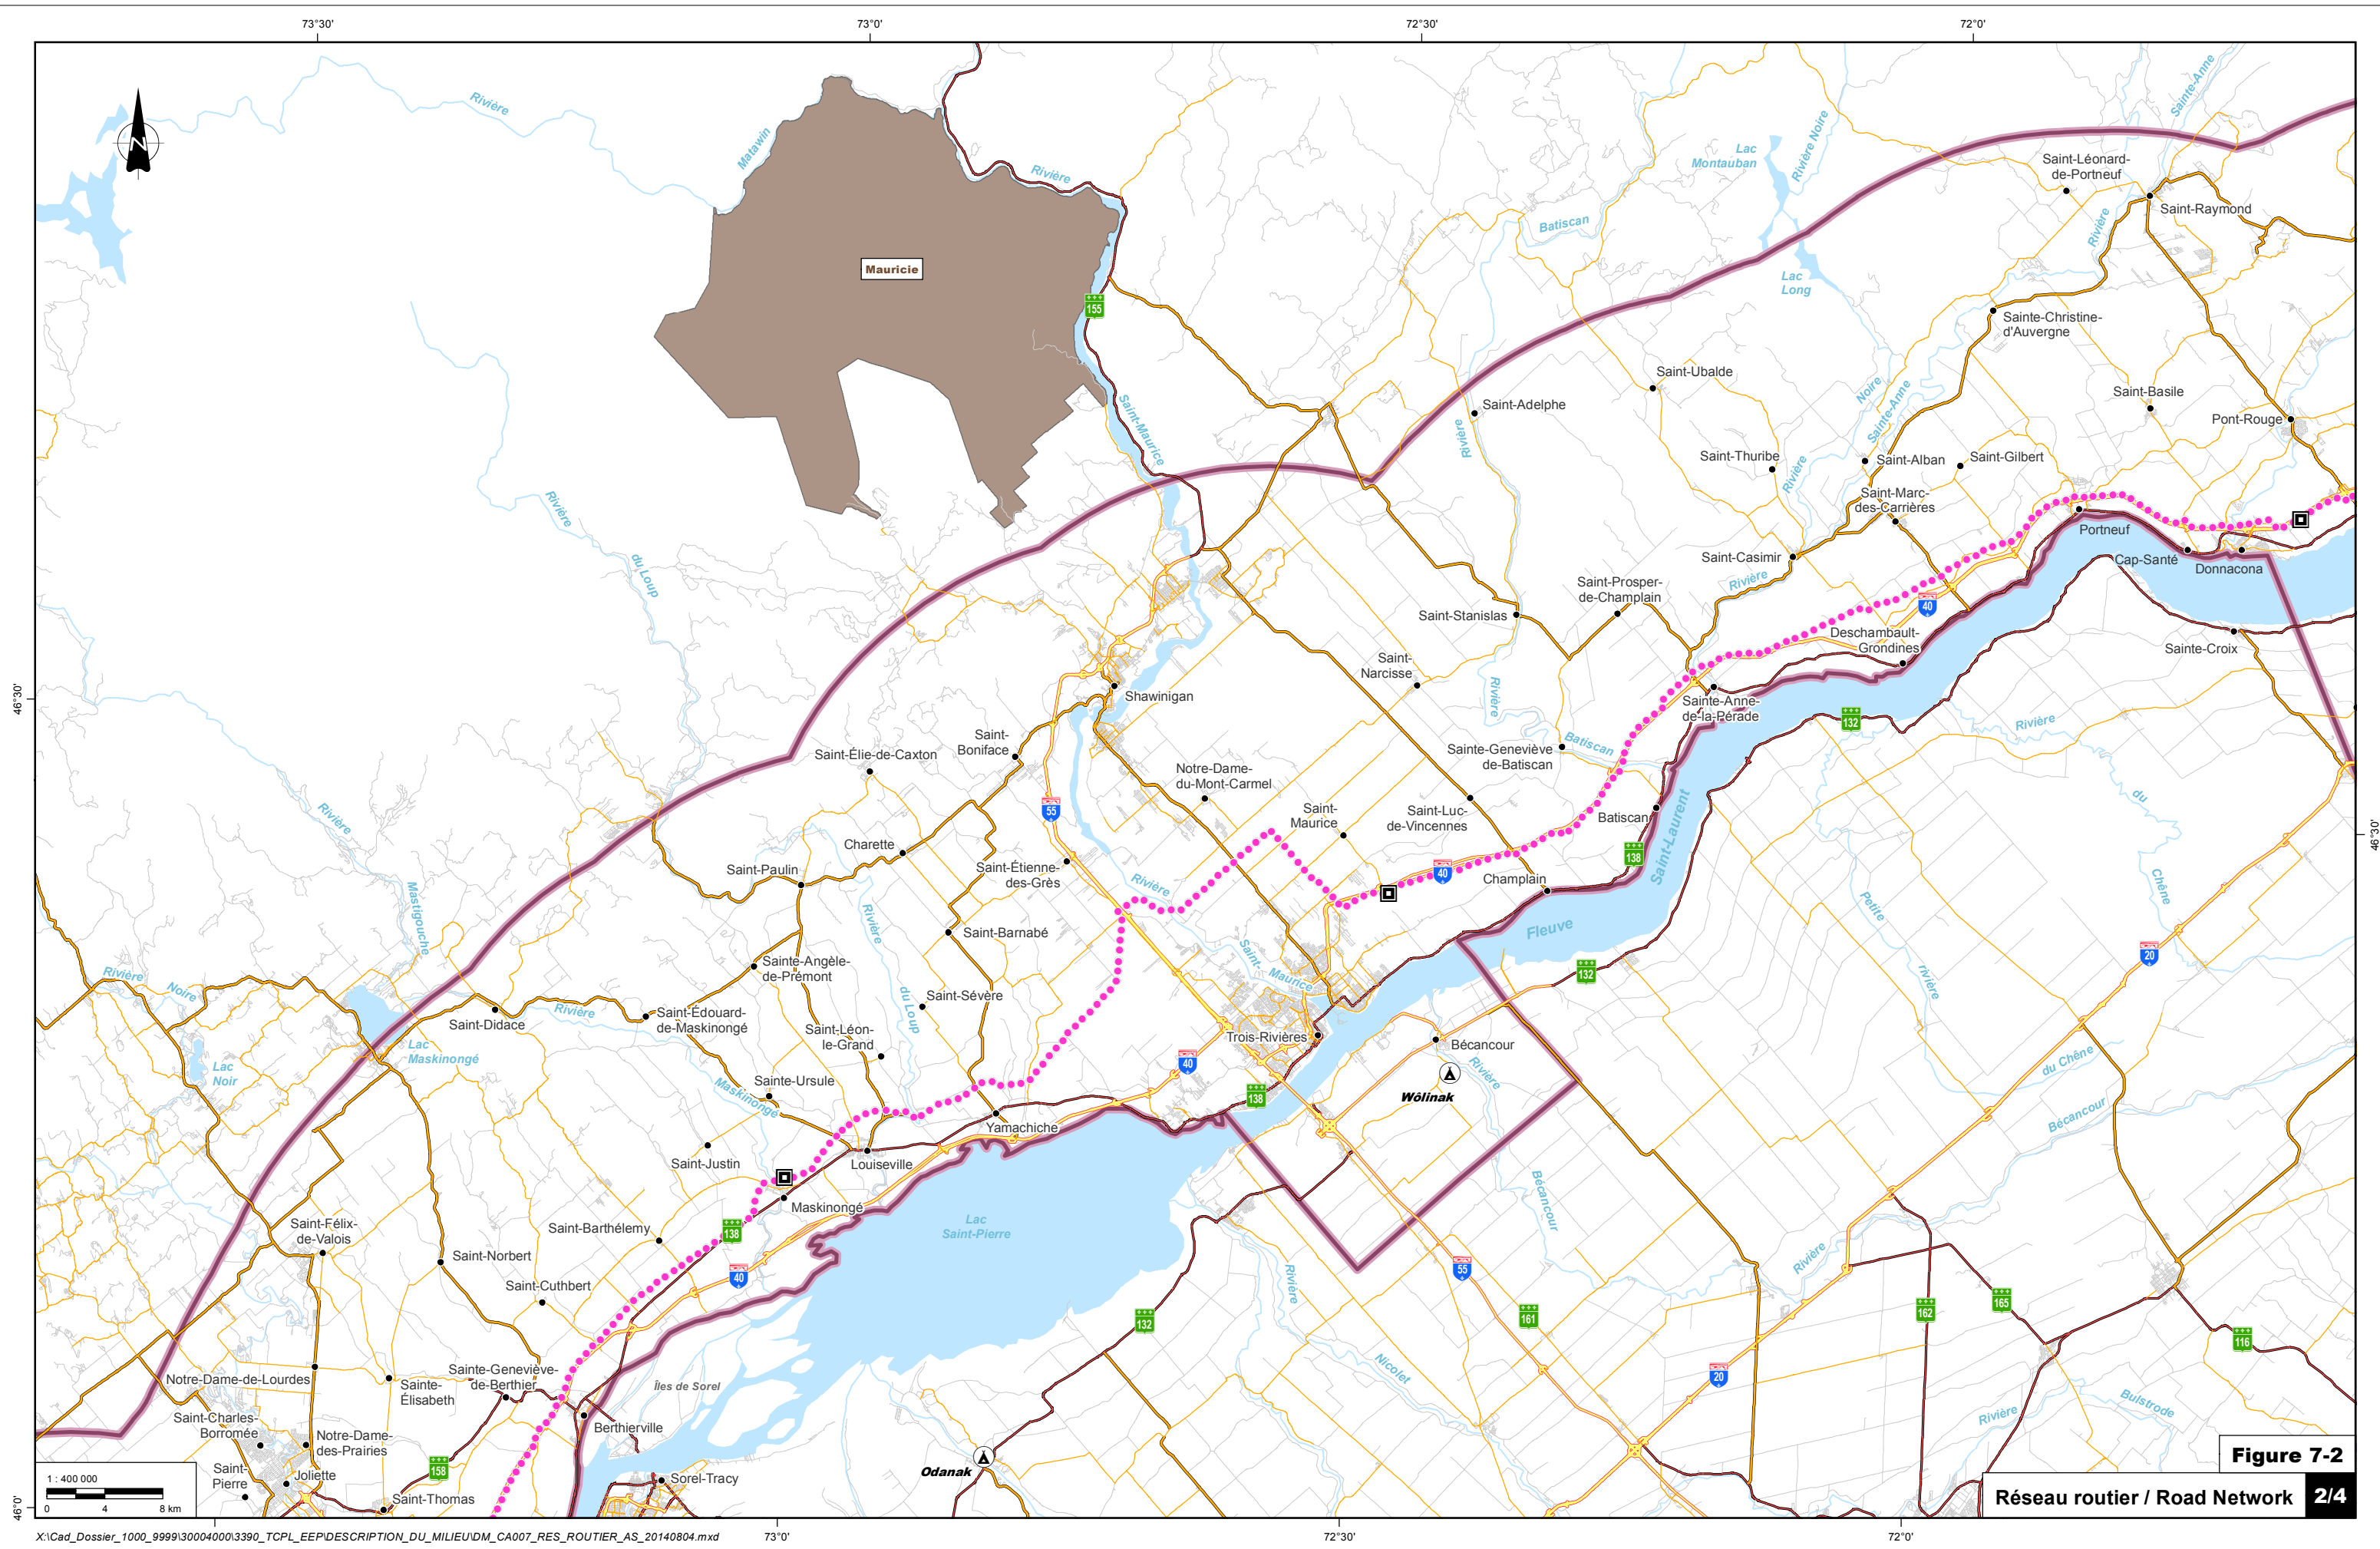 73°30'
73°0'
72°30'
72°0'
Rivière
Matawin
Rivière
Lac
Montauban
Rivière Noire
Sainte-Anne
Saint-Léonard-
de-Portneuf
Saint-Raymond
Rivière
Batiscan
N
Mauricie
155
Lac
Long
Sainte-Christine-
d'Auvergne
Saint-Ubalde
Noire
Sainte-Anne
Saint-Basile
Pont-Rouge
Saint-Adelphe
Rivière
Saint-Maurice
Saint-Thuribe
Rivière
Saint-Alban
Saint-Gilbert
Saint-Marc-
des-Carrières
Rivière
du Loup
Portneuf
Cap-Santé
Donnacona
Saint-Casimir
Rivière
Saint-Prosper-
de-Champlain
Saint-Stanislas
40
Deschambault-
Grondines
Sainte-Croix
Saint-
Narcisse
Rivière
46°30'
Shawinigan
Sainte-Anne-
de-la-Pérade
132
Rivière
Saint-
Boniface
Saint-Élie-de-Caxton
Sainte-Geneviève
de-Batiscan
Batiscan
Notre-Dame-
du-Mont-Carmel
du
Rivière
55
Saint-
Maurice
Saint-Luc-
de-Vincennes
Batiscan
Saint-Laurent
46°30'
Charette
138
Saint-Paulin
Saint-Étienne-
des-Grès
Rivière
40
Champlain
Chêne
Mastigouche
Rivière
Petite
Fleuve
Saint-Barnabé
Saint-
Maurice
20
Rivière
Noire
Sainte-Angèle-
de-Prémont
132
rivière
Saint-Sévère
du Loup
Rivière
Saint-Didace
Saint-Édouard-
de-Maskinongé
Saint-Léon-
le-Grand
Trois-Rivières
Bécancour
Lac
Maskinongé
Lac
Noir
40
Rivière
du Chêne
Sainte-Ursule
Maskinongé
138
Wôlinak
Bécancour
Yamachiche
Saint-Justin
Louiseville
Bécancour
Maskinongé
Saint-Félix-
de-Valois
Saint-Barthélemy
138
Lac
Saint-Pierre
Saint-Norbert
Rivière
Rivière
40
55
Saint-Cuthbert
132
161
162
165
116
Nicolet
20
Notre-Dame-de-Lourdes
Sainte-Geneviève-
de-Berthier
Îles de Sorel
Sainte-
Élisabeth
Bulstrode
Rivière
Saint-Charles-
Borromée
Notre-Dame-
des-Prairies
Berthierville
Saint-
Pierre
Joliette
158
Saint-Thomas
Sorel-Tracy
Odanak
1 : 400 000
0 4 8 km
46°0'
Figure 7-2
Réseau routier / Road Network 2/4
X:\Cad_Dossier_1000_9999\30004000\3390_TCPL_EEP\DESCRIPTION_DU_MILIEU\DM_CA007_RES_ROUTIER_AS_20140804.mxd
73°0'
72°30'
72°0'